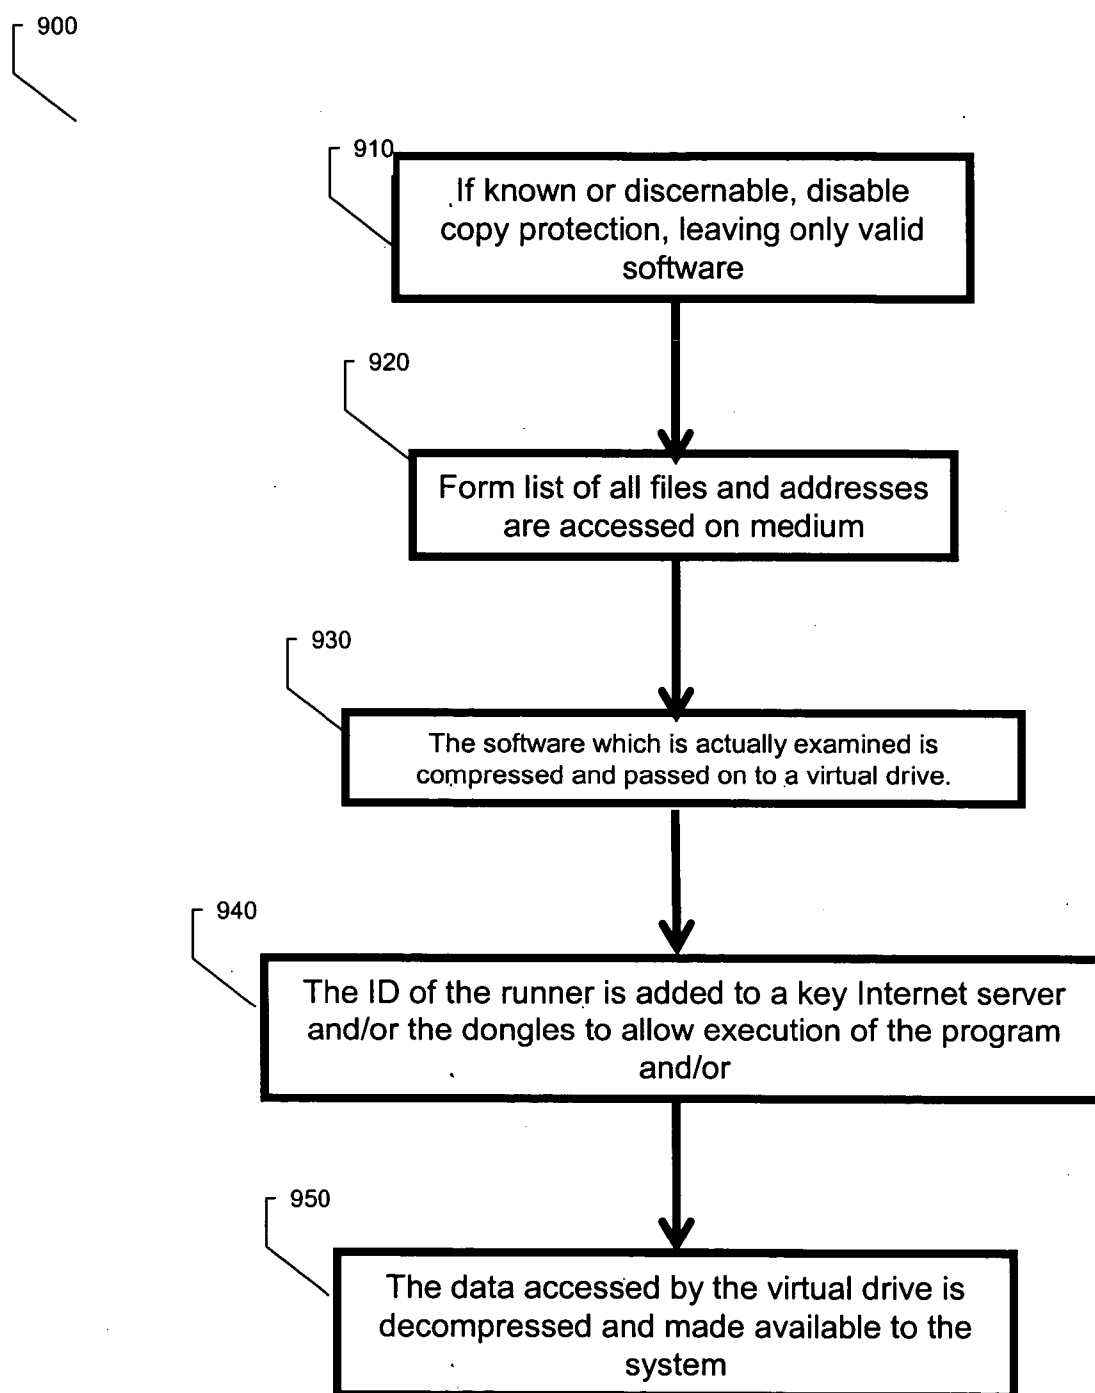 900
910
If known or discernable, disable
copy protection, leaving only valid
software
920
Form list of all files and addresses
are accessed on medium
930
The software which is actually examined is
compressed and passed on to a virtual drive.
940
The ID of the runner is added to a key Internet server
and/or the dongles to allow execution of the program
and/or
950
The data accessed by the virtual drive is
decompressed and made available to the
system